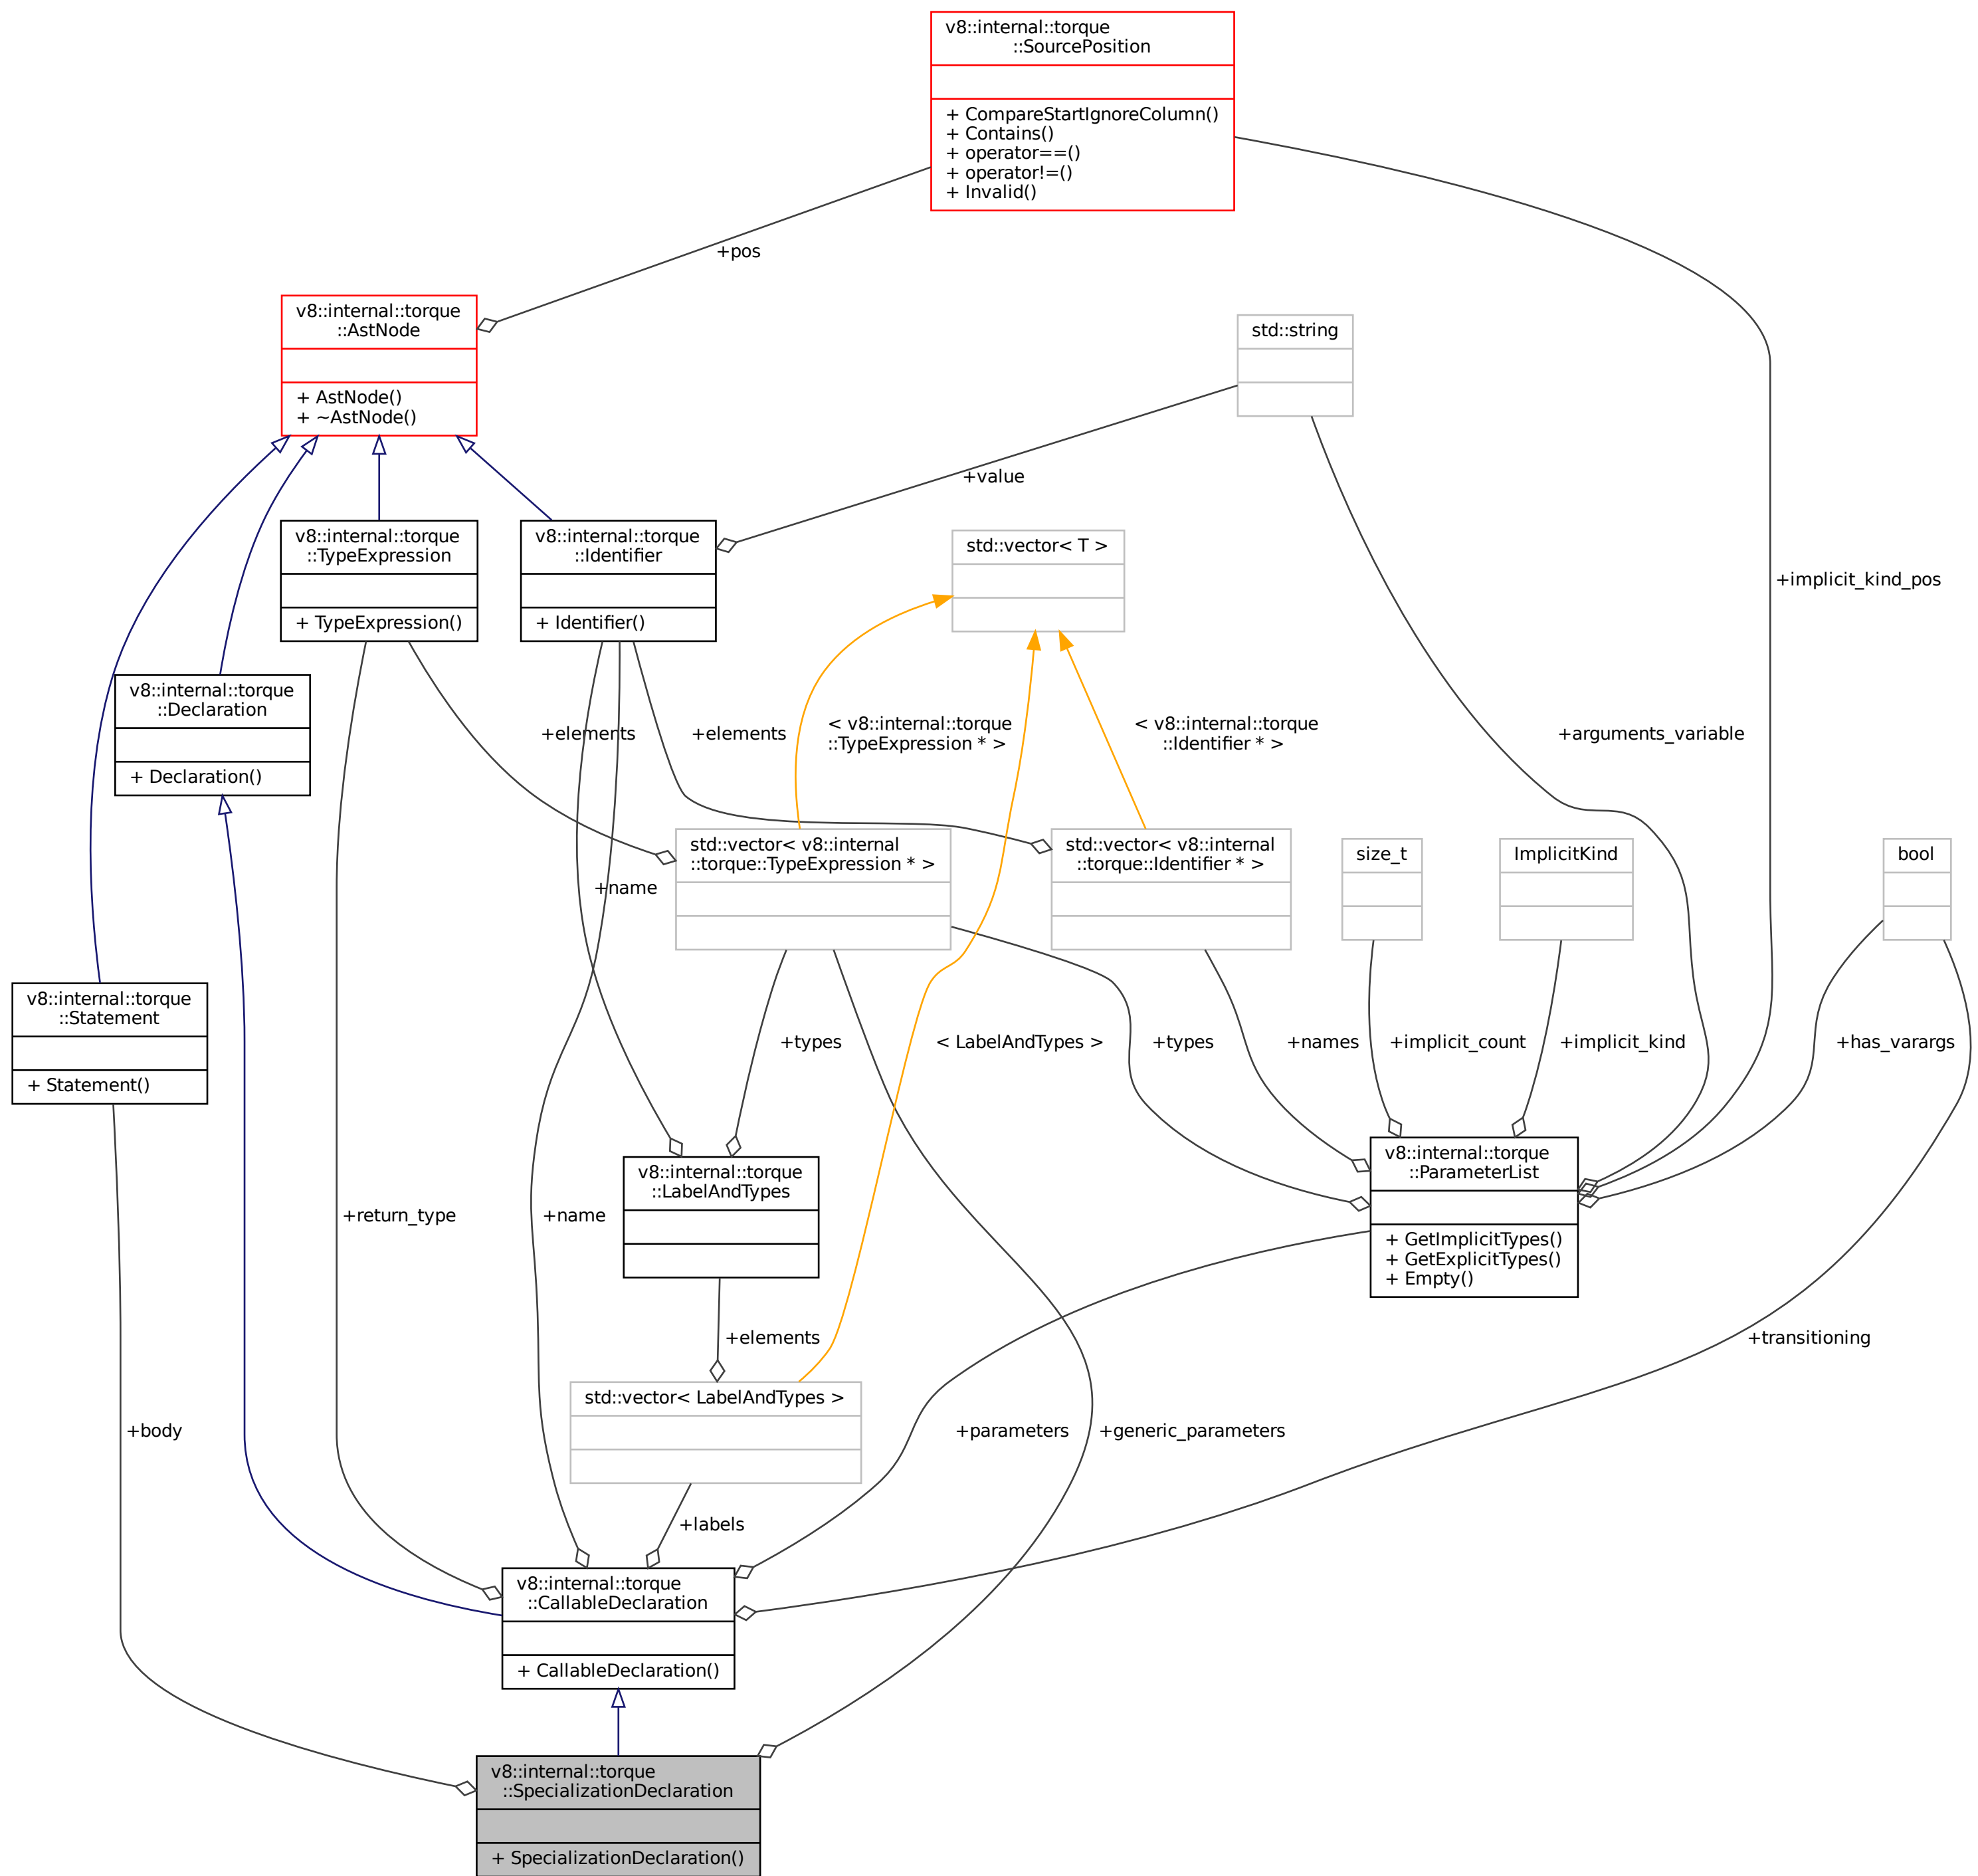 v8::internal::torque
::SourcePosition
+ CompareStartIgnoreColumn()
+ Contains()
+ operator==()
+ operator!=()
+ Invalid()
+pos
v8::internal::torque
::AstNode
+ AstNode()
+ ~AstNode()
std::string
+value
v8::internal::torque
::TypeExpression
+ TypeExpression()
v8::internal::torque
::Identifier
+ Identifier()
std::vector< T >
+implicit_kind_pos
v8::internal::torque
::Declaration
+ Declaration()
+elements
+elements
< v8::internal::torque
::TypeExpression * >
< v8::internal::torque
::Identifier * >
+arguments_variable
std::vector< v8::internal
::torque::TypeExpression * >
std::vector< v8::internal
::torque::Identifier * >
size_t
ImplicitKind
bool
+name
v8::internal::torque
::Statement
+ Statement()
+types
< LabelAndTypes >
+types
+names
+implicit_count
+implicit_kind
+has_varargs
v8::internal::torque
::LabelAndTypes
v8::internal::torque
::ParameterList
+ GetImplicitTypes()
+ GetExplicitTypes()
+ Empty()
+return_type
+name
+elements
+transitioning
std::vector< LabelAndTypes >
+body
+parameters
+generic_parameters
+labels
v8::internal::torque
::CallableDeclaration
+ CallableDeclaration()
v8::internal::torque
::SpecializationDeclaration
+ SpecializationDeclaration()